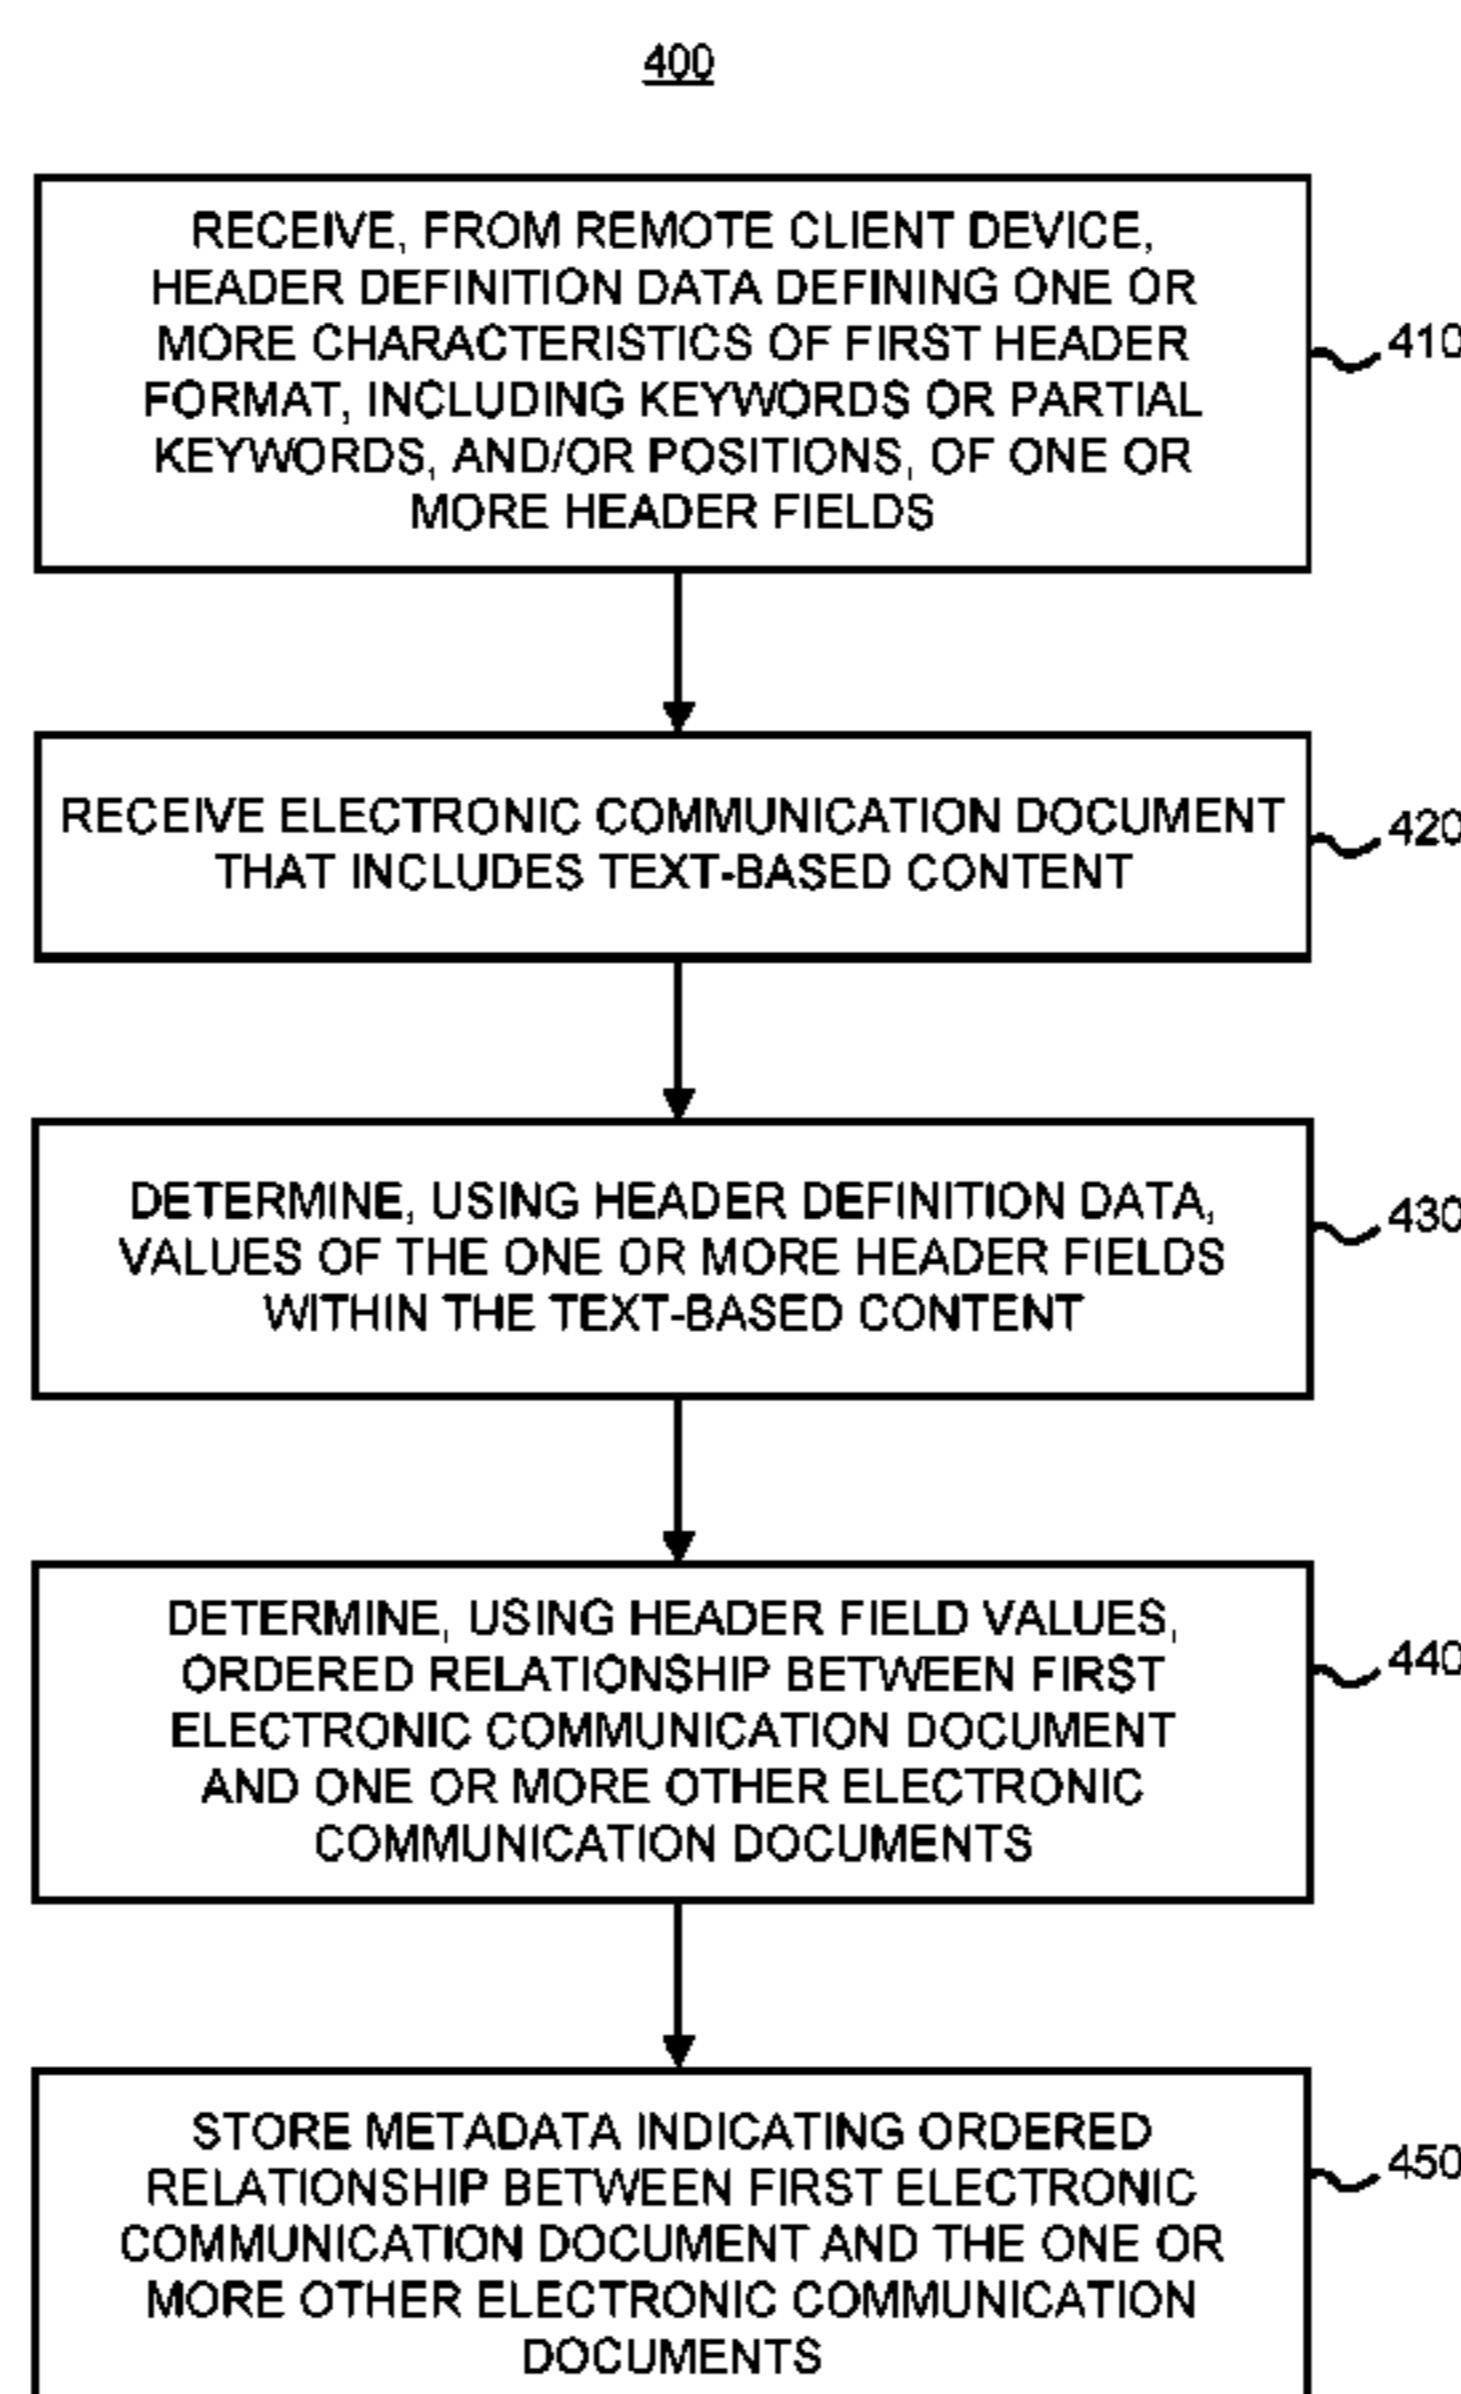 400
RECEIVE, FROM REMOTE CLIENT DEVICE,
HEADER DEFINITION DATA DEFINING ONE OR
MORE CHARACTERISTICS OF FIRST HEADER
FORMAT, INCLUDING KEYWORDS OR PARTIAL
KEYWORDS, AND/OR POSITIONS, OF ONE OR
MORE HEADER FIELDS
410
RECEIVE ELECTRONIC COMMUNICATION DOCUMENT
THAT INCLUDES TEXT-BASED CONTENT
420
DETERMINE, USING HEADER DEFINITION DATA,
VALUES OF THE ONE OR MORE HEADER FIELDS
WITHIN THE TEXT-BASED CONTENT
430
DETERMINE, USING HEADER FIELD VALUES,
ORDERED RELATIONSHIP BETWEEN FIRST
ELECTRONIC COMMUNICATION DOCUMENT
AND ONE OR MORE OTHER ELECTRONIC
COMMUNICATION DOCUMENTS
440
STORE METADATA INDICATING ORDERED
RELATIONSHIP BETWEEN FIRST ELECTRONIC
COMMUNICATION DOCUMENT AND THE ONE OR
MORE OTHER ELECTRONIC COMMUNICATION
DOCUMENTS
450